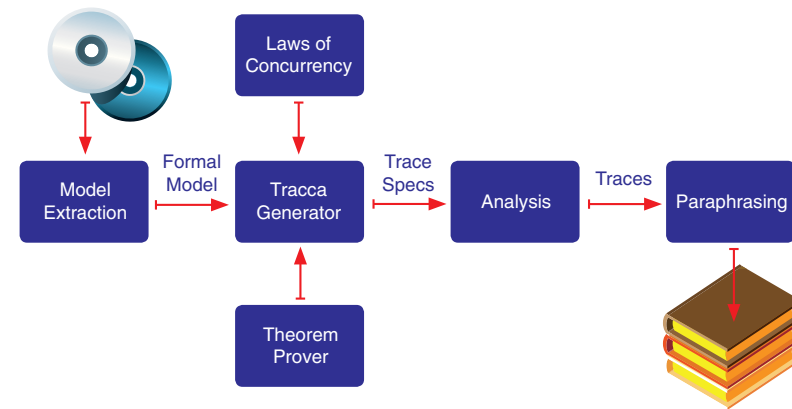 Laws of
Concurrency
Model
Extraction
Formal
Model
Tracca
Generator
Trace
Specs
Analysis
Traces
Paraphrasing
Theorem
Prover